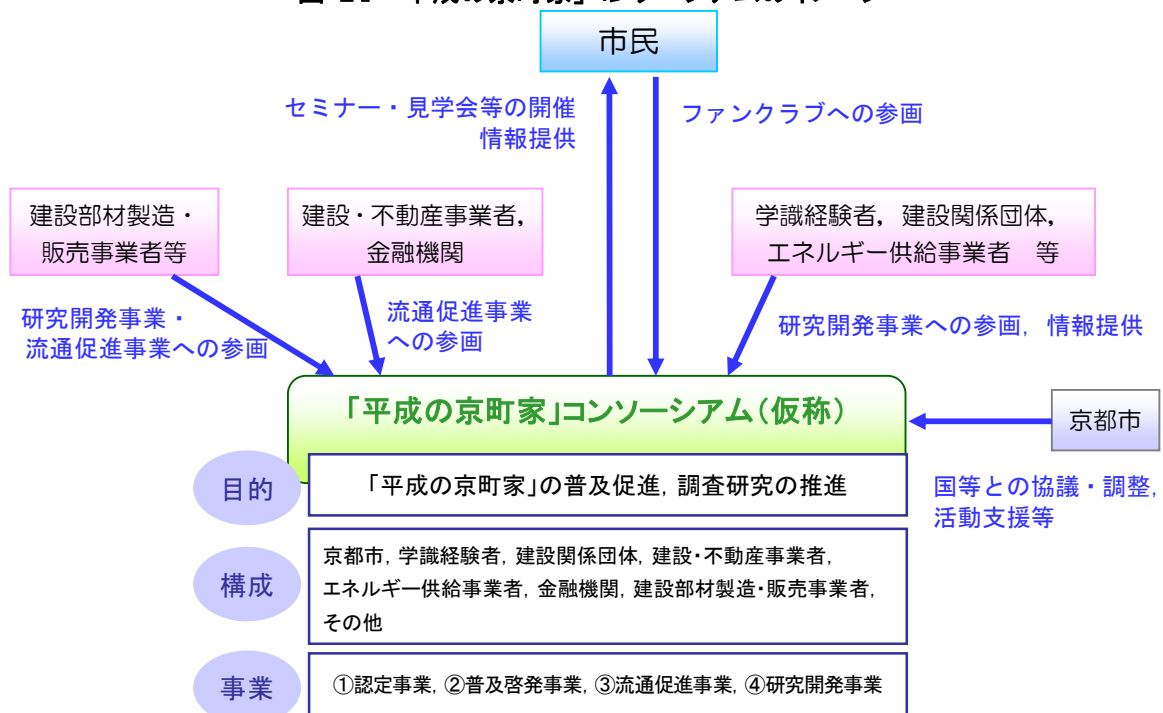 市民
セミナー・見学会等の開催
情報提供
ファンクラブへの参画
建設部材製造・
販売事業者等
建設・不動産事業者,
金融機関
学識経験者，建設関係団体,
エネルギー供給事業者　等
研究開発事業・
流通促進事業への参画
流通促進事業
への参画
研究開発事業への参画，情報提供
「平成の京町家」コンソーシアム(仮称)
京都市
国等との協議・調整,
活動支援等
目的
「平成の京町家」の普及促進, 調査研究の推進
構成
京都市, 学識経験者, 建設関係団体, 建設・不動産事業者,
エネルギー供給事業者, 金融機関, 建設部材製造・販売事業者,
その他
事業
①認定事業, ②普及啓発事業, ③流通促進事業, ④研究開発事業